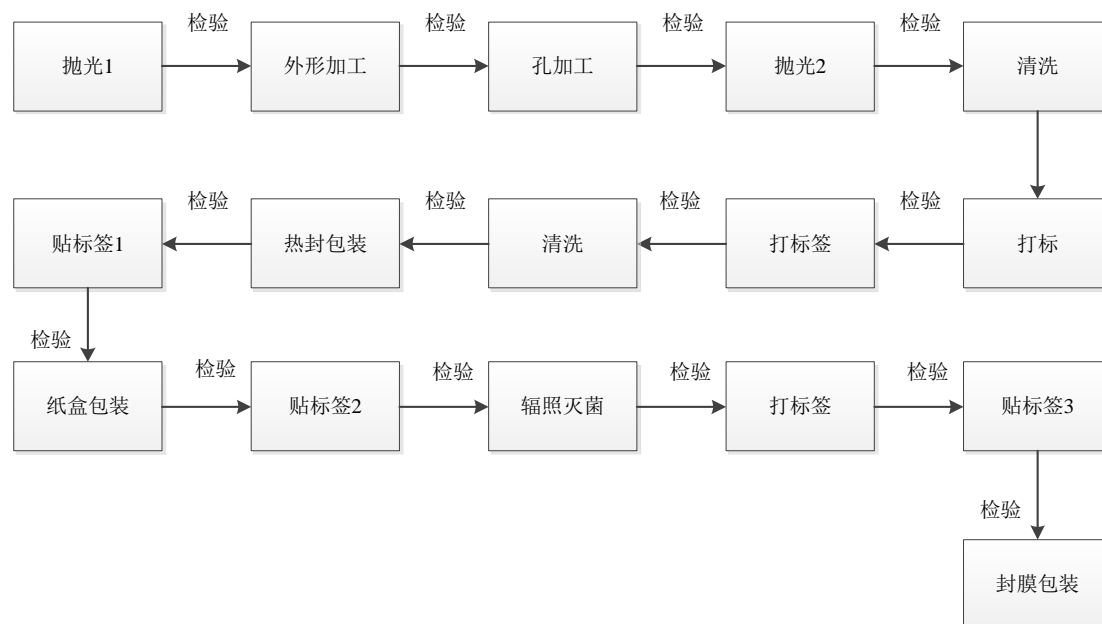 检验 检验 检验 检验
抛光1 外形加工 孔加工 抛光2 清洗
检验 检验 检验 检验
贴标签1 热封包装 清洗 打标签 打标
检验
检验 检验 检验 检验
纸盒包装 贴标签2 辐照灭菌 打标签 贴标签3
检验
封膜包装